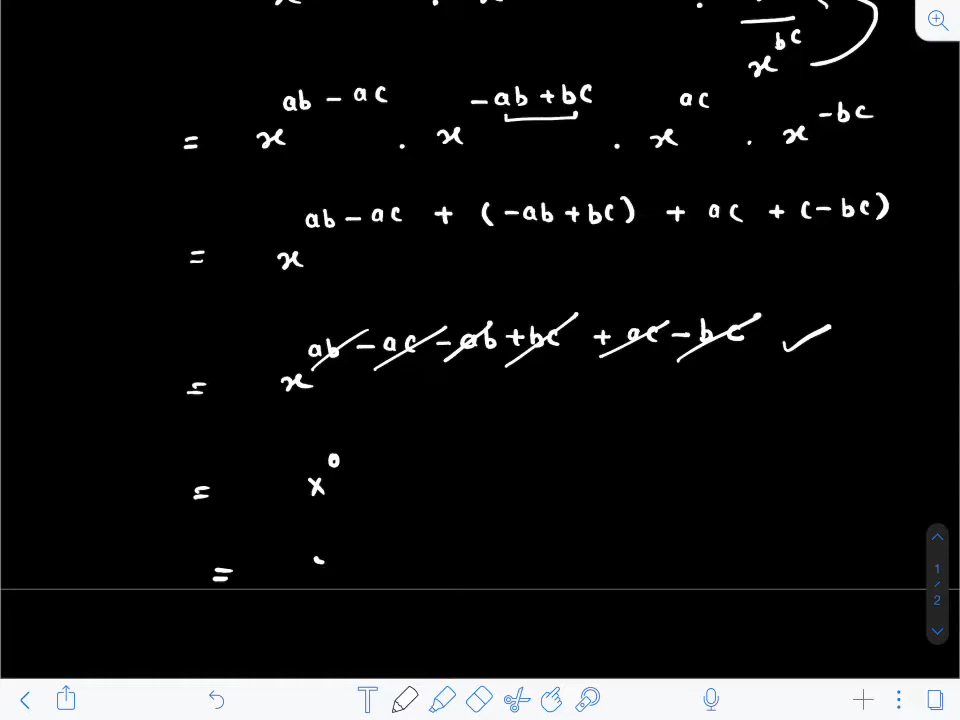 x^{bc}
= x^{ab - ac} . x^{-ab + bc} . x^{ac} . x^{-bc}
= x^{ab - ac + (-ab + bc) + ac + (-bc)}
= x^{ab - ac - ab + bc + ac - bc} ✓
= x^0
=
1/2
T